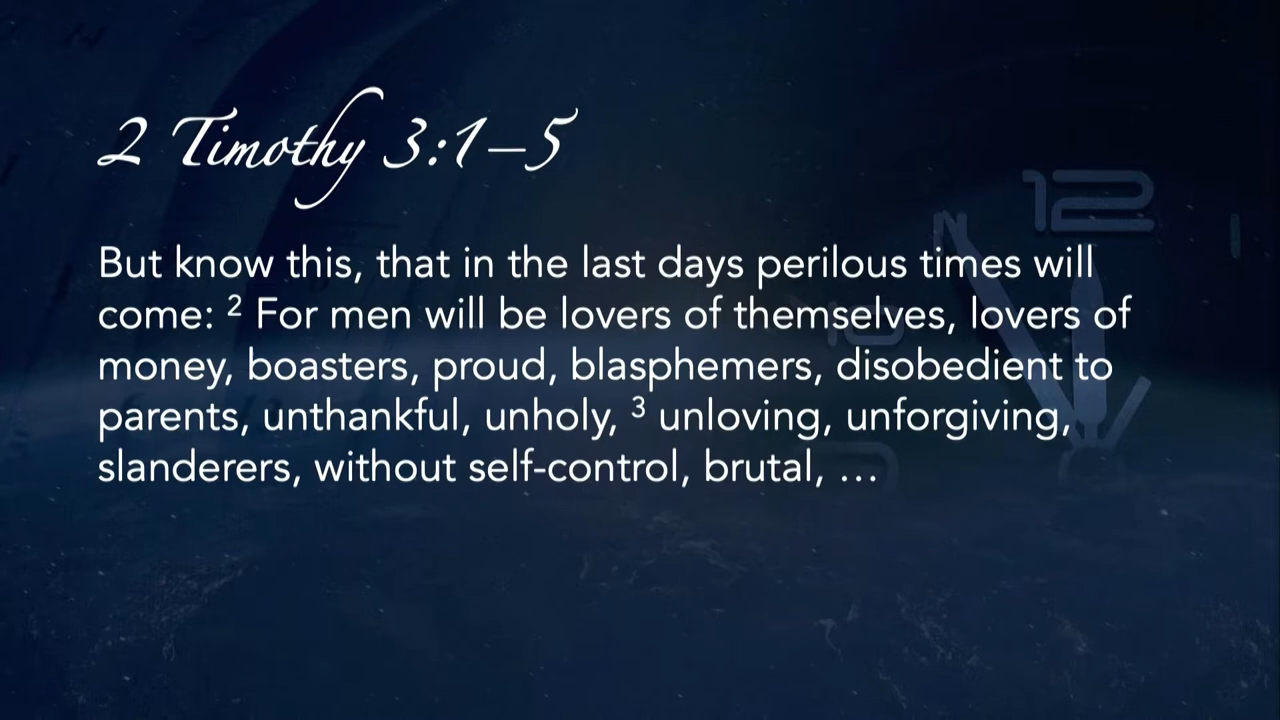 2 Timothy 3:1–5
12
But know this, that in the last days perilous times will
come: ² For men will be lovers of themselves, lovers of
10
money, boasters, proud, blasphemers, disobedient to
parents, unthankful, unholy, ³ unloving, unforgiving,
slanderers, without self-control, brutal, …